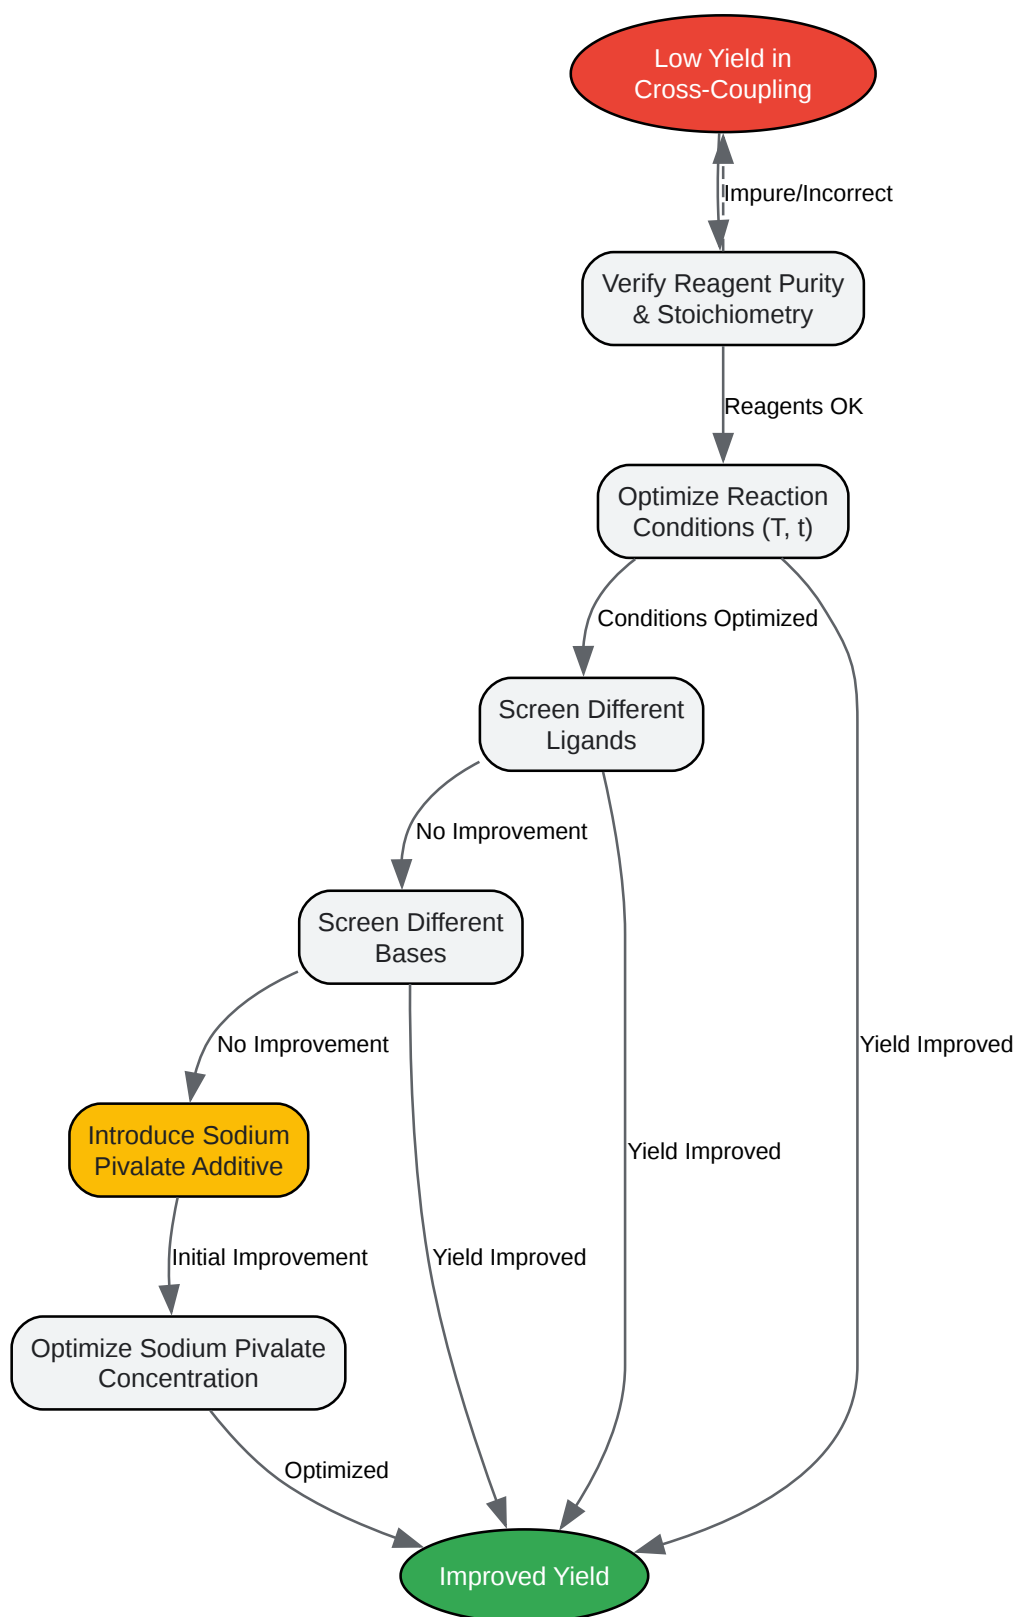 Low Yield in
Cross-Coupling
Impure/Incorrect
Verify Reagent Purity
& Stoichiometry
Reagents OK
Optimize Reaction
Conditions (T, t)
Conditions Optimized
Screen Different
Ligands
No Improvement
Screen Different
Bases
No Improvement
Yield Improved
Introduce Sodium
Pivalate Additive
Yield Improved
Initial Improvement
Yield Improved
Optimize Sodium Pivalate
Concentration
Optimized
Improved Yield